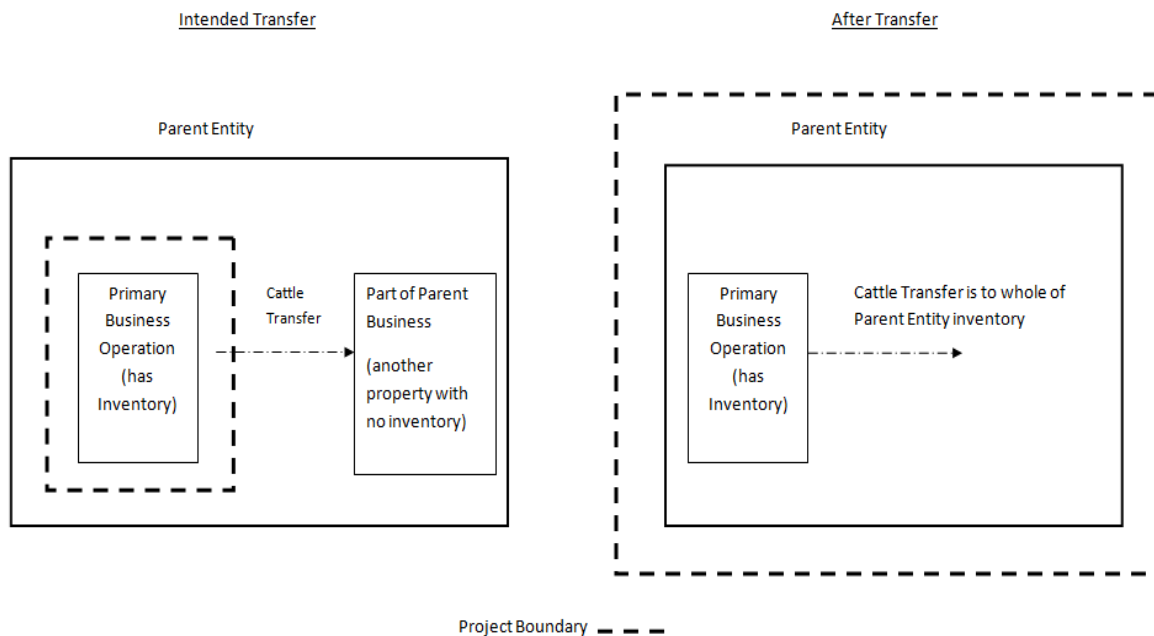 Intended Transfer
Parent Entity
Primary
Business
Operation
(has
Inventory)
Cattle
Transfer
Part of Parent
Business
(another
property with
no inventory)
After Transfer
Parent Entity
Primary
Business
Operation
(has
Inventory)
Cattle Transfer is to whole of
Parent Entity inventory
Project Boundary